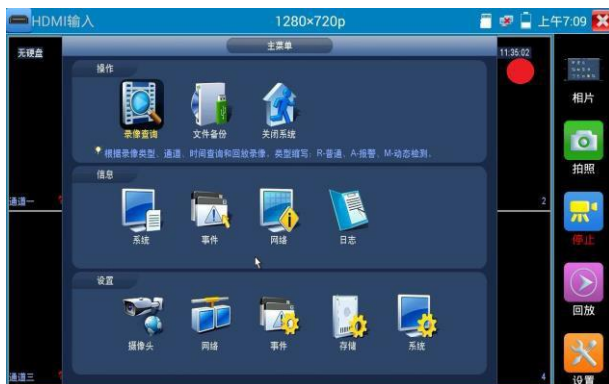 HDMI输入 1280×720p 上午7:09
无硬盘 主菜单 11:35:02
操作
录像查询 文件备份 关闭系统
根据录像类型、通道、时间查询和回放录像，类型缩写，R-普通、A-报警、M-动态检测。
信息
系统 事件 网络 日志
通道一 2
设置
摄像头 网络 事件 存储 系统
通道三 4
相片
拍照
停止
回放
设置